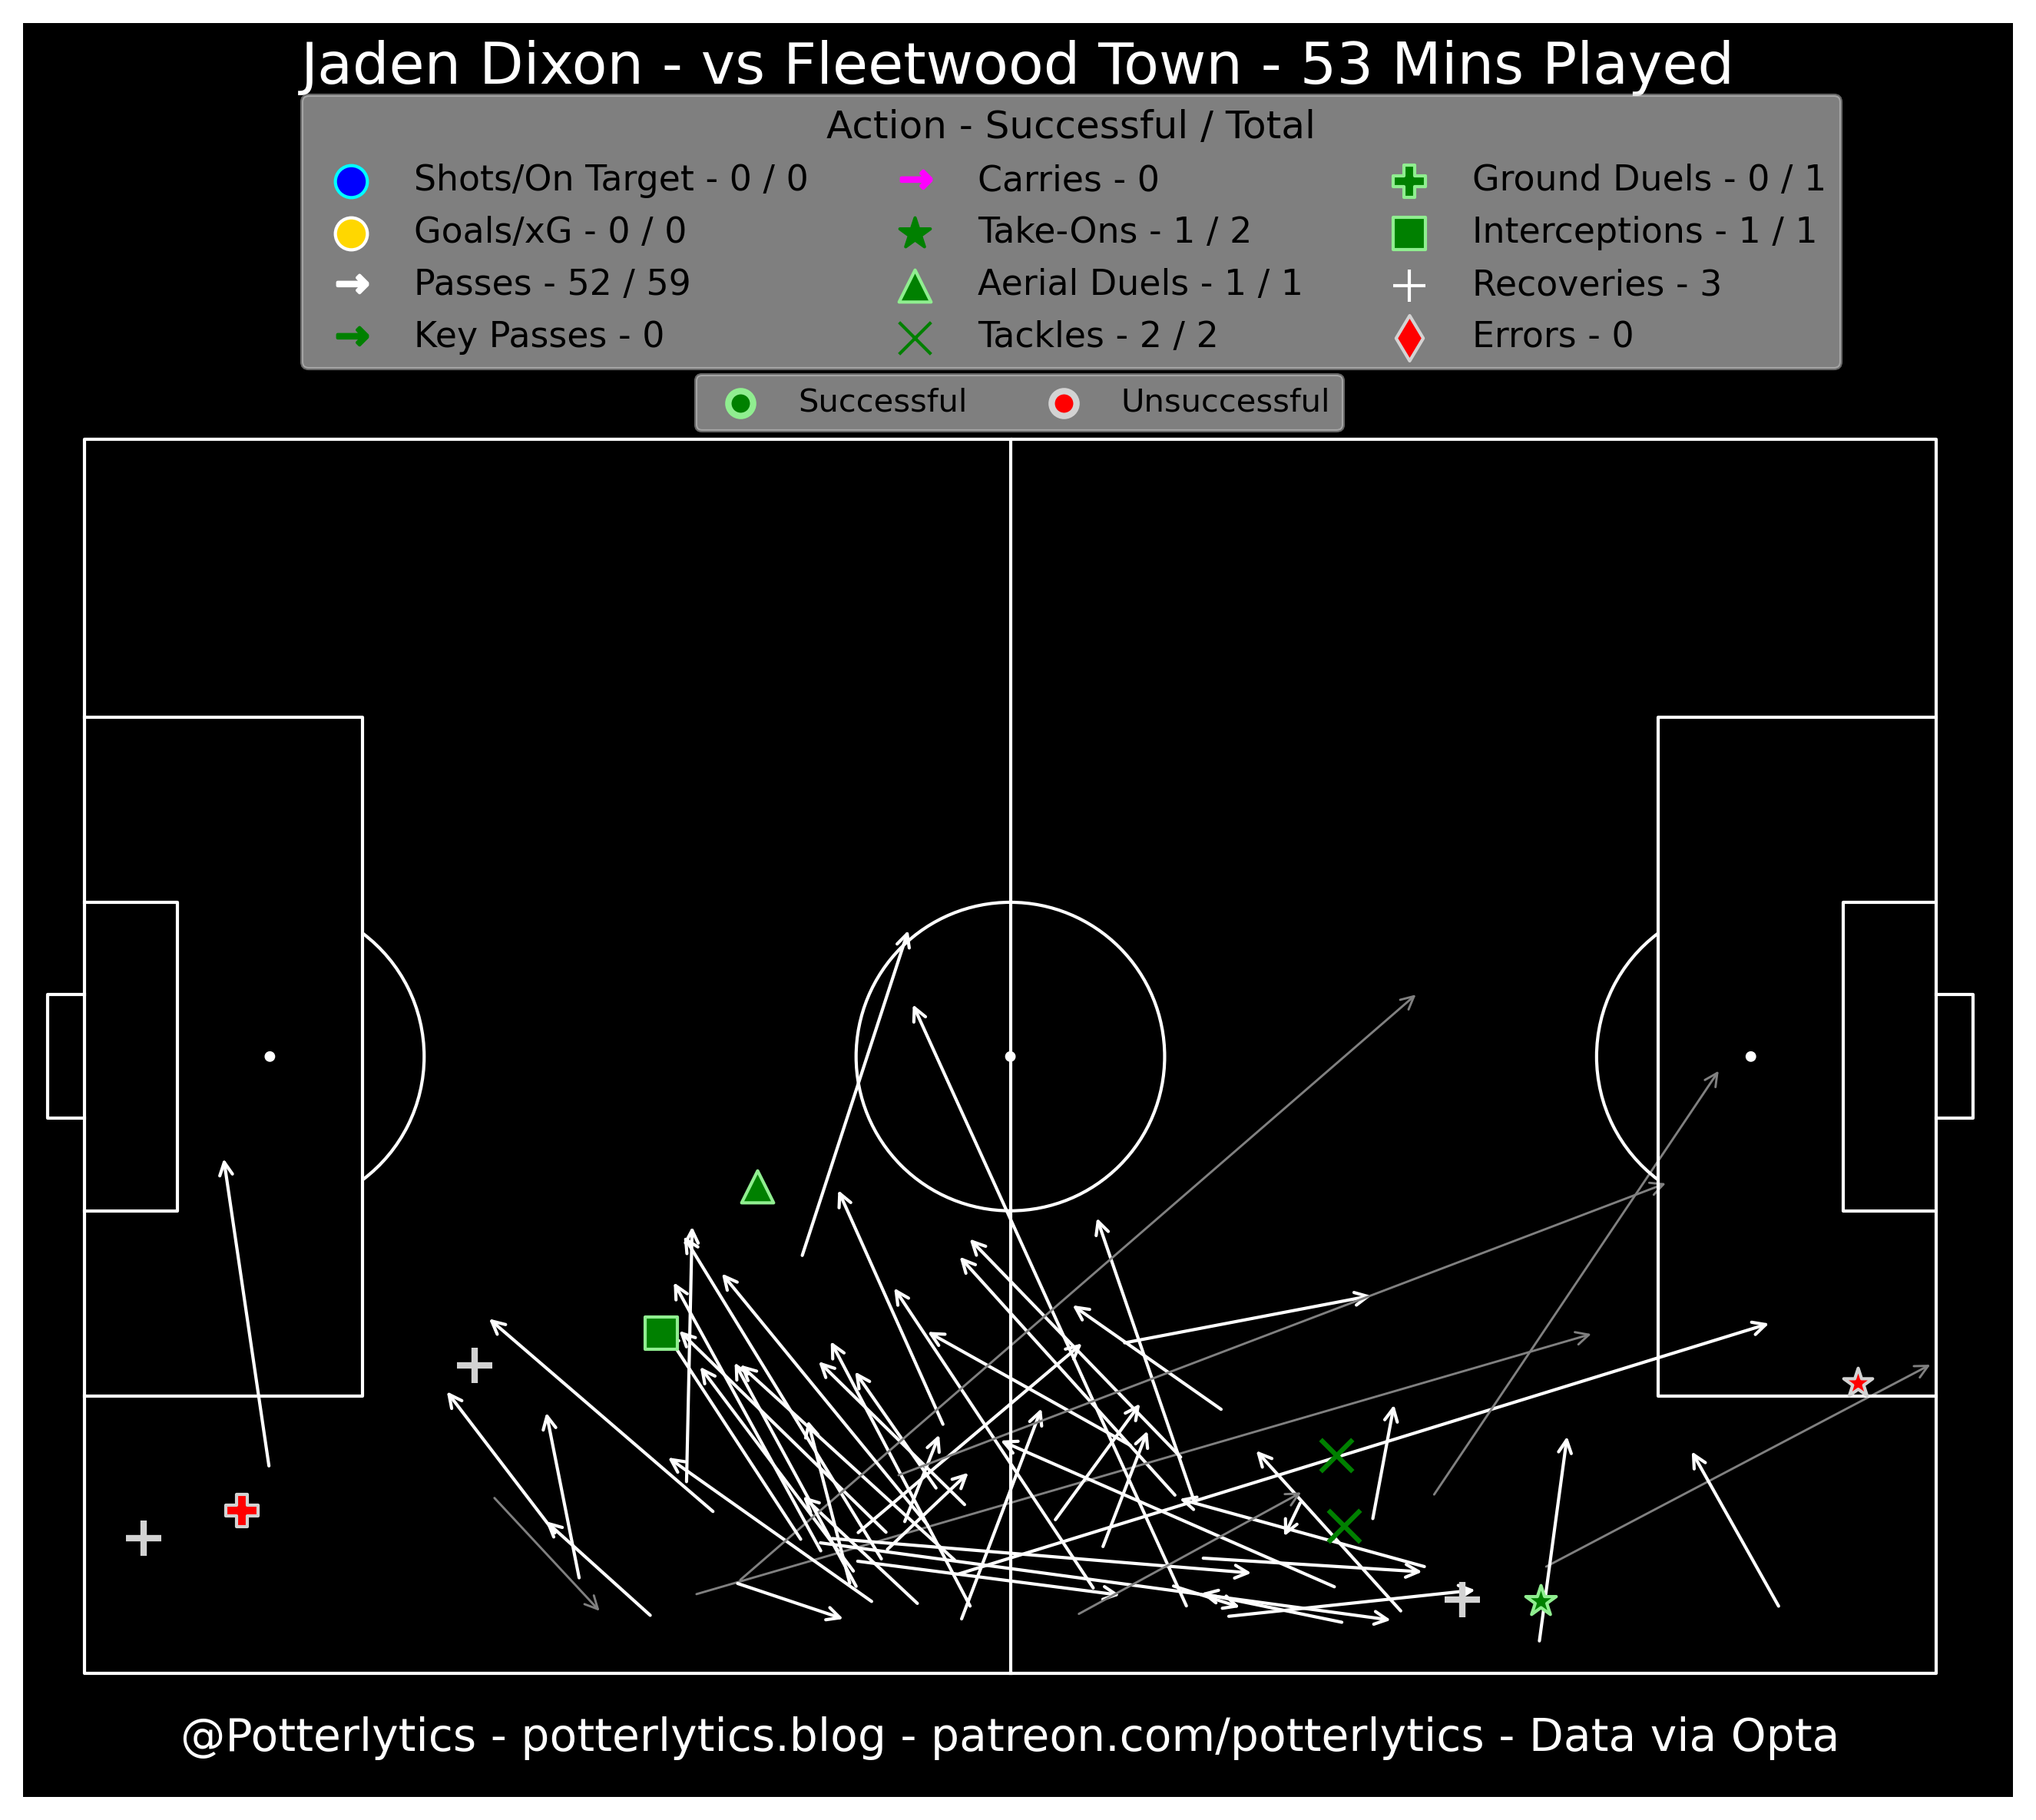 Jaden Dixon - vs Fleetwood Town - 53 Mins Played
Action - Successful / Total
Shots/On Target - 0 / 0
Goals/xG - 0 / 0
Passes - 52 / 59
Key Passes - 0
Carries - 0
Take-Ons - 1 / 2
Aerial Duels - 1 / 1
Tackles - 2 / 2
Ground Duels - 0 / 1
Interceptions - 1 / 1
Recoveries - 3
Errors - 0
Successful
Unsuccessful
@Potterlytics - potterlytics.blog - patreon.com/potterlytics - Data via Opta